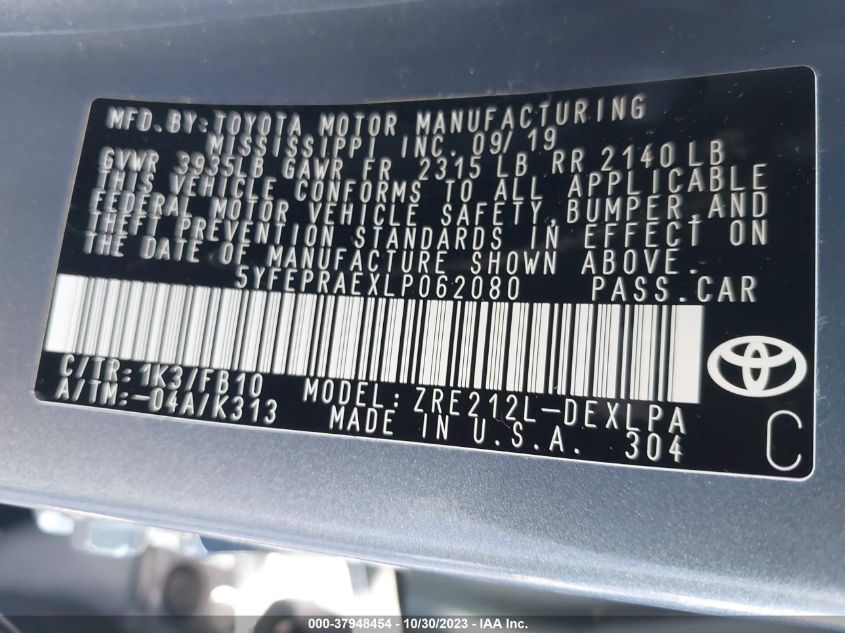 MFD.BY:TOYOTA MOTOR MANUFACTURING
MISSISSIPPI INC. 09/19
GVWR 3935LB GAWR FR 2315 LB RR 2140 LB
THIS VEHICLE CONFORMS TO ALL APPLICABLE
FEDERAL MOTOR VEHICLE SAFETY,BUMPER,AND
THEFT PREVENTION STANDARDS IN EFFECT ON
THE DATE OF MANUFACTURE SHOWN ABOVE.
5YFEPRAEXLP062080 PASS.CAR
C/TR:1K3/FB10 MODEL:ZRE212L-DEXLPA
A/TM:-04A/K313 MADE IN U.S.A. 304
C
000-37948454 - 10/30/2023 - IAA Inc.